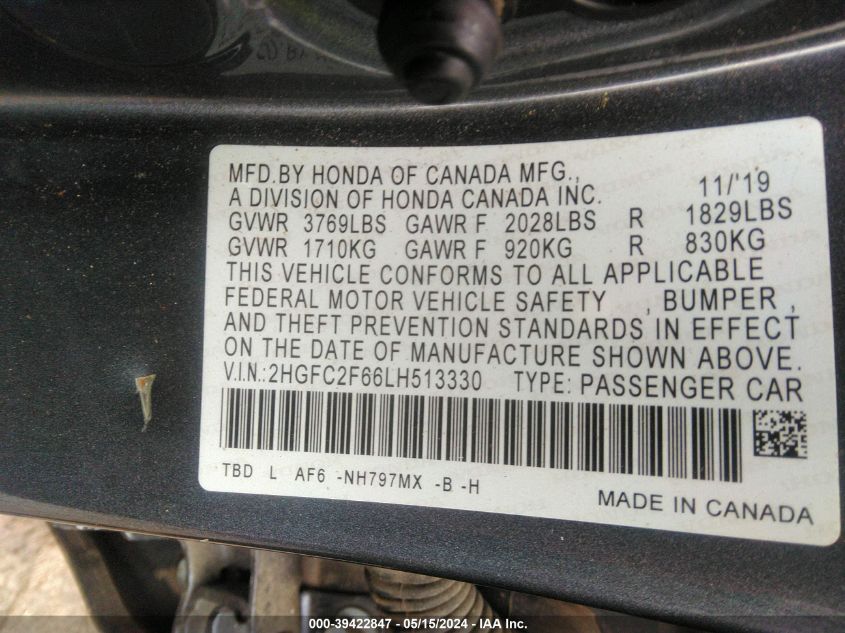 MFD.BY HONDA OF CANADA MFG.,
A DIVISION OF HONDA CANADA INC. 11/'19
GVWR 3769LBS GAWR F 2028LBS R 1829LBS
GVWR 1710KG GAWR F 920KG R 830KG
THIS VEHICLE CONFORMS TO ALL APPLICABLE
FEDERAL MOTOR VEHICLE SAFETY , BUMPER ,
AND THEFT PREVENTION STANDARDS IN EFFECT
ON THE DATE OF MANUFACTURE SHOWN ABOVE.
V.I.N.:2HGFC2F66LH513330 TYPE: PASSENGER CAR
TBD L AF6 -NH797MX -B -H
MADE IN CANADA
000-39422847 - 05/15/2024 - IAA Inc.